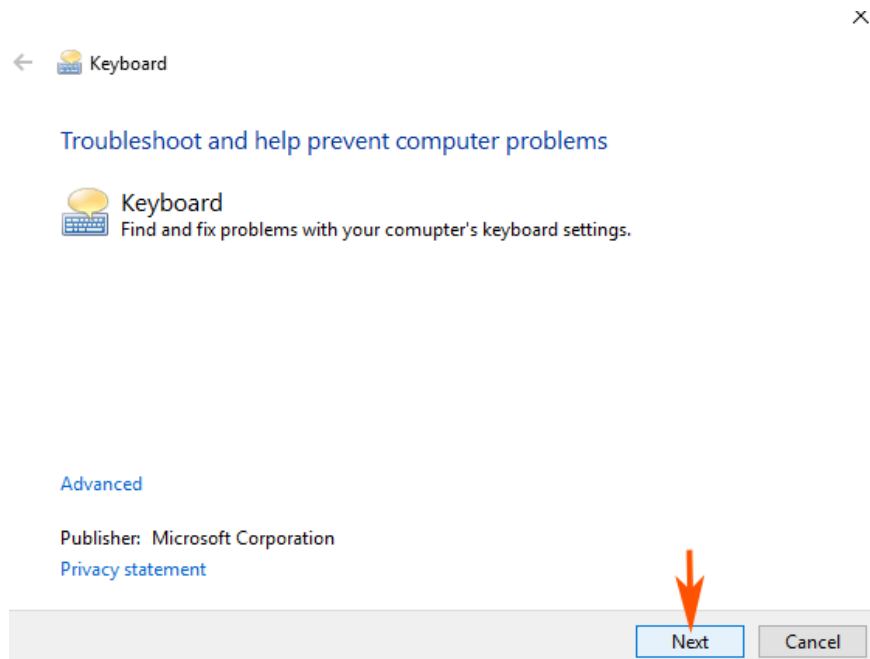 Keyboard
Troubleshoot and help prevent computer problems
Keyboard
Find and fix problems with your comupter's keyboard settings.
Advanced
Publisher: Microsoft Corporation
Privacy statement
Next Cancel